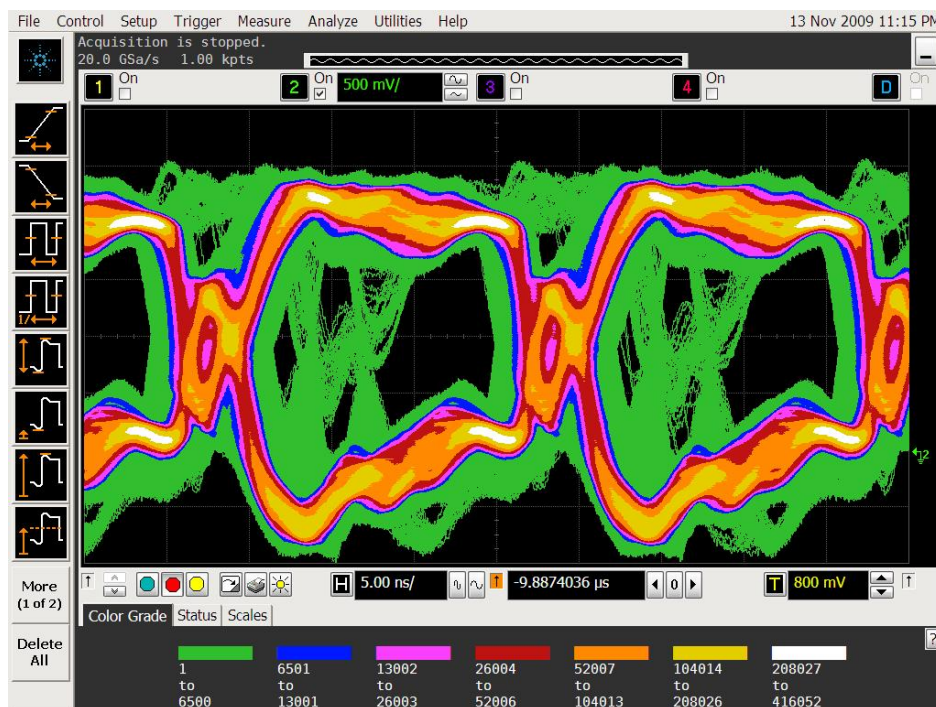 File Control Setup Trigger Measure Analyze Utilities Help 13 Nov 2009 11:15 PM
Acquisition is stopped.
20.0 GSa/s 1.00 kpts
1 On 2 On 500 mV/ 3 On 4 On D On
1/
2
H 5.00 ns/ -9.8874036 µs 0 T 800 mV
More
(1 of 2)
Delete
All
Color Grade Status Scales
?
1 6501 13002 26004 52007 104014 208027
to to to to to to to
6500 13001 26003 52006 104013 208026 416052